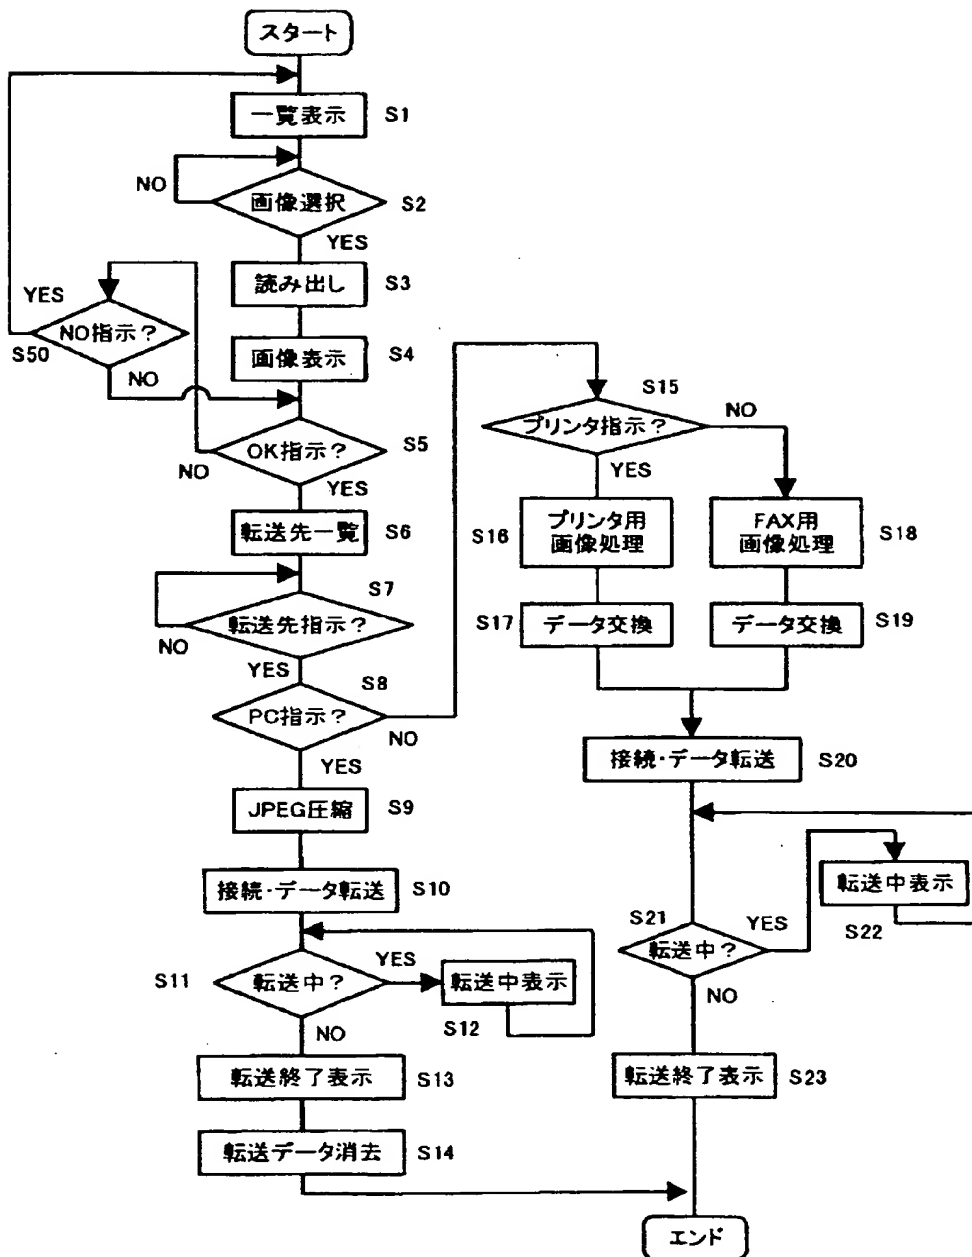 スタート
一覧表示
S1
NO
画像選択
S2
YES
読み出し
S3
YES
NO指示?
S50
NO
画像表示
S4
OK指示?
S5
NO
YES
転送先一覧
S6
S7
転送先指示?
NO
YES
S8
PC指示?
NO
YES
JPEG圧縮
S9
接続・データ転送
S10
S11
転送中?
YES
転送中表示
S12
NO
転送終了表示
S13
転送データ消去
S14
S15
プリンタ指示?
NO
YES
S16
プリンタ用
画像処理
FAX用
画像処理
S18
S17
データ交換
データ交換
S19
接続・データ転送
S20
S21
転送中?
YES
転送中表示
S22
NO
転送終了表示
S23
エンド